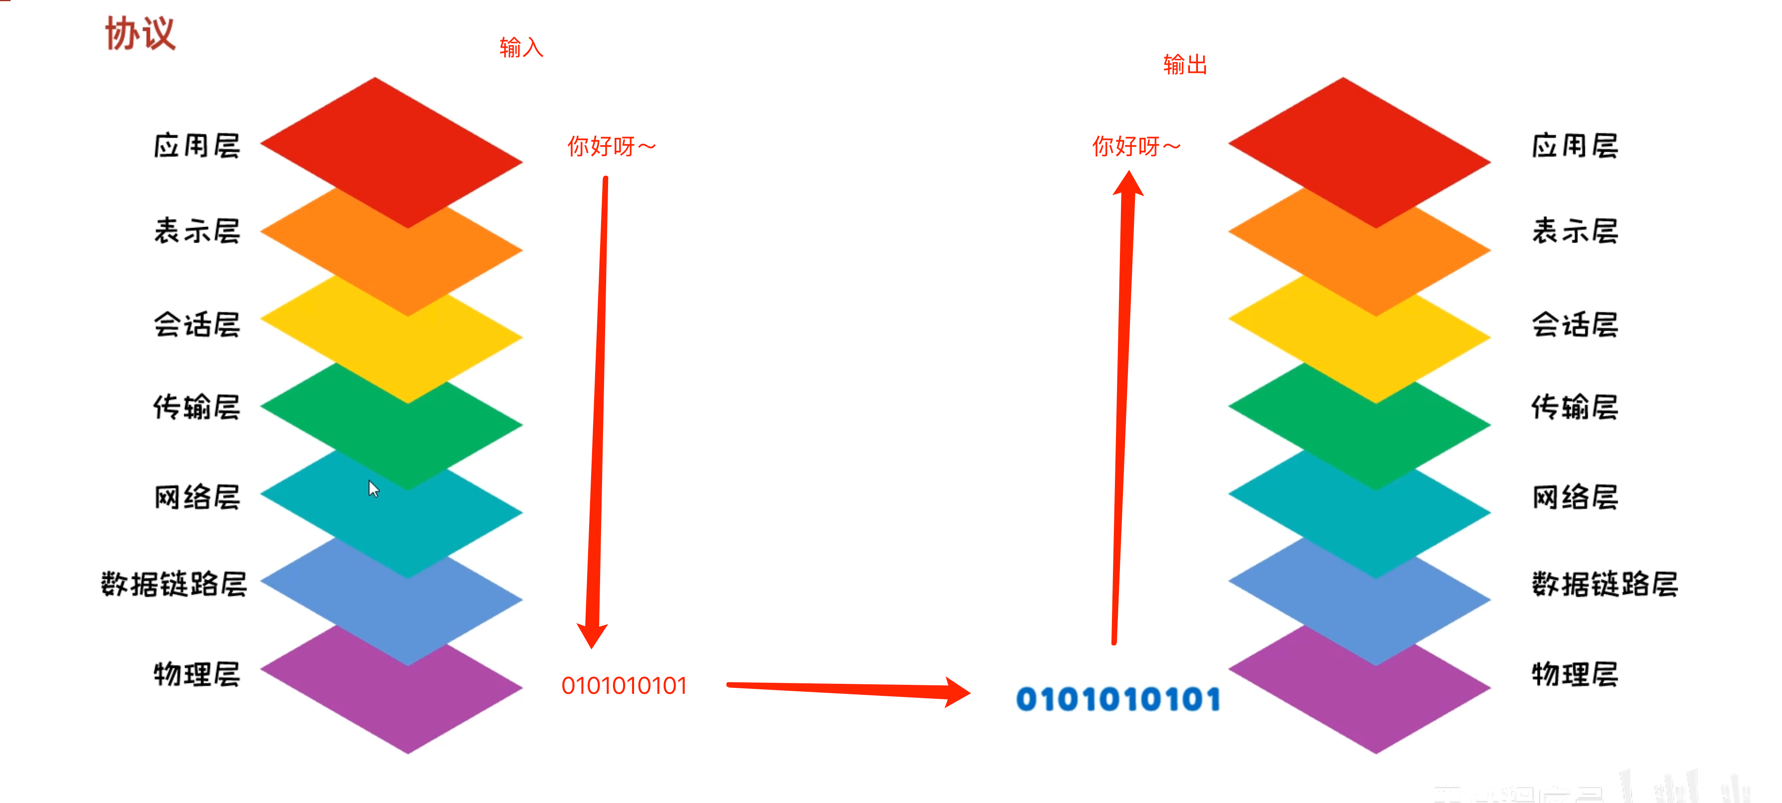 协议
输入
输出
应用层
你好呀～
你好呀～
应用层
表示层
表示层
会话层
会话层
传输层
传输层
网络层
网络层
数据链路层
数据链路层
物理层
0101010101
0101010101
物理层